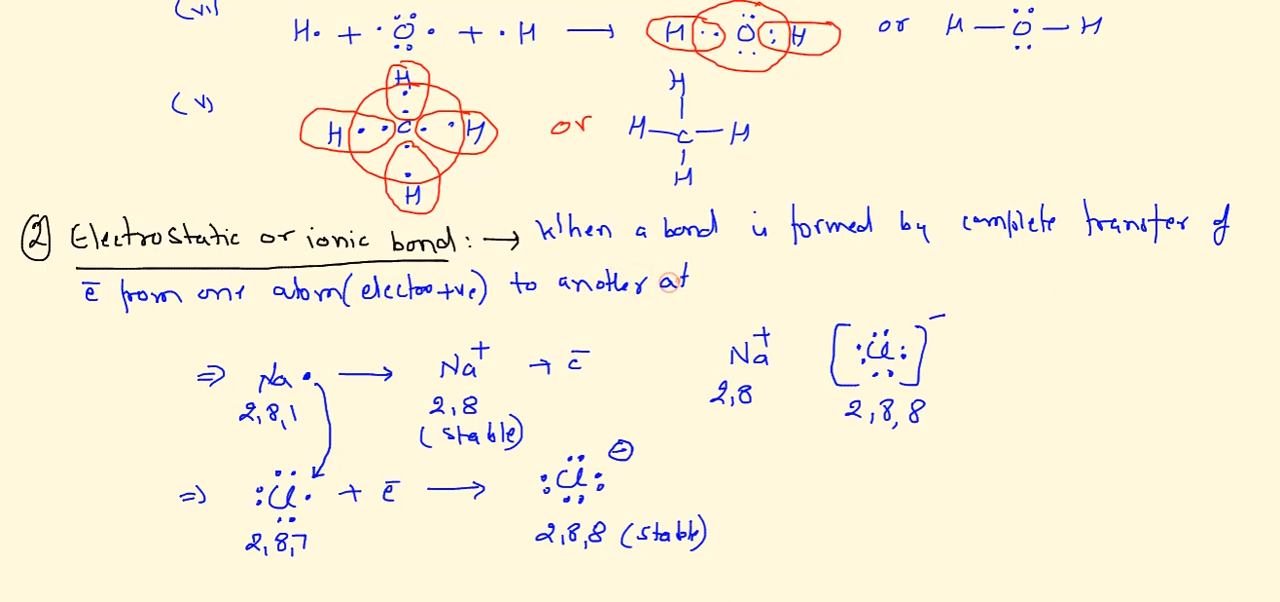 (vii) H• + •Ö• + •H → H : Ö : H or H — Ö — H
(v) H
H • • C • • H or H — C — H
H
(2) Electrostatic or ionic bond : → When a bond is formed by complete transfer of
ē from one atom (electro +ve) to another at
⇒ Na• → Na⁺ + ē Na⁺ [:Cl:]⁻
2,8,1 2,8 2,8 2,8,8
(stable)
⇒ :Cl• + ē → :Cl: ⊖
2,8,7 2,8,8 (stable)